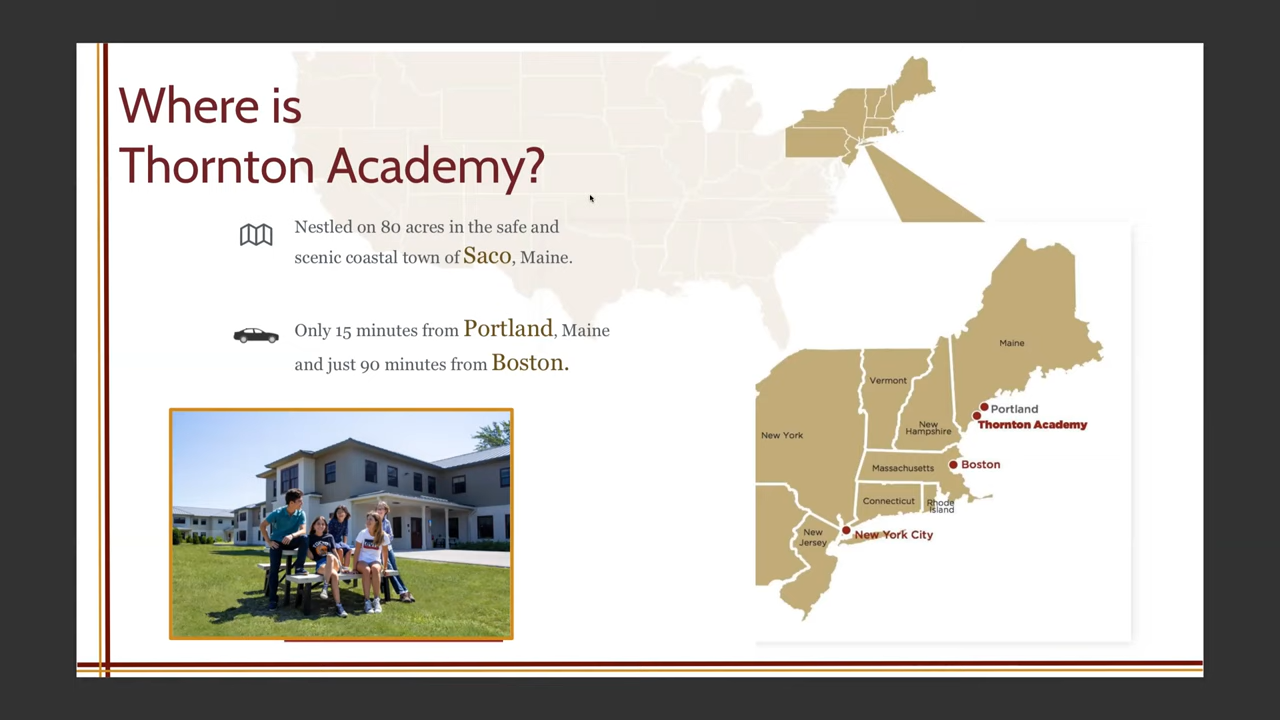 Where is
Thornton Academy?
Nestled on 80 acres in the safe and
scenic coastal town of Saco, Maine.
Only 15 minutes from Portland, Maine
and just 90 minutes from Boston.
Maine
Vermont
Portland
Thornton Academy
New
Hampshire
New York
Boston
Massachusetts
Connecticut
Rhode
Island
New
Jersey
New York City